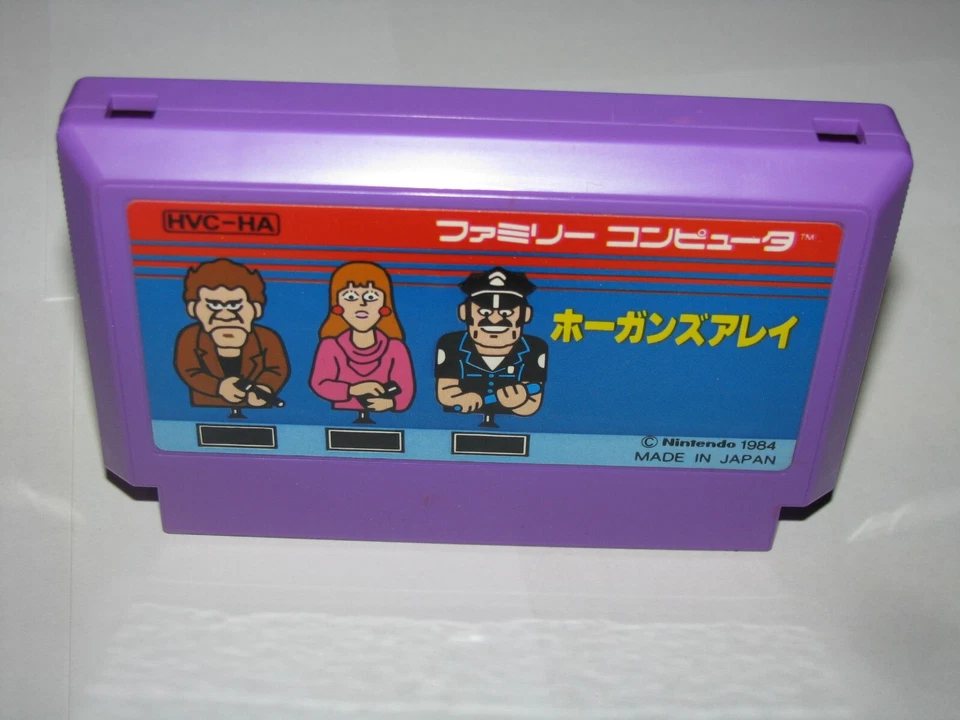 HVC-HA
ファミリー コンピュータ™
ホーガンズアレイ
© Nintendo 1984
MADE IN JAPAN